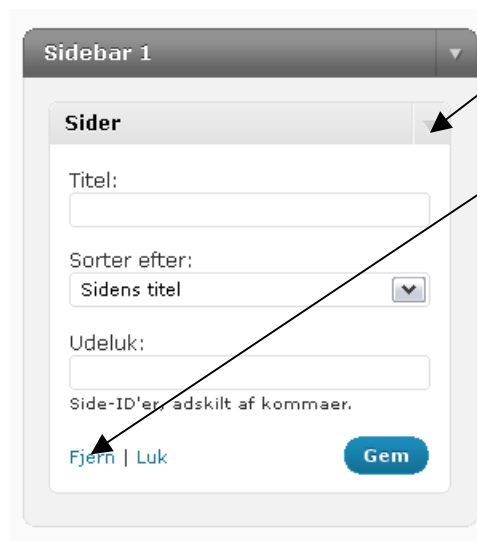 Sidebar 1
Sider
Titel:
Sorter efter:
Sidens titel
Udeluk:
Side-ID'er, adskilt af kommaer.
Fjern | Luk
Gem